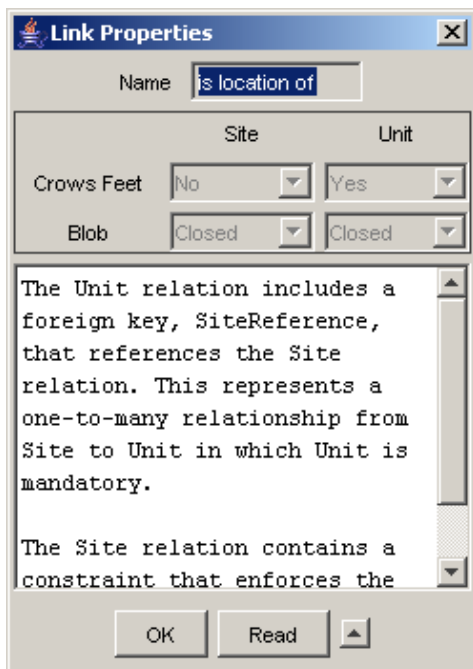 Link Properties
Name is location of
Site Unit
Crows Feet No Yes
Blob Closed Closed
The Unit relation includes a
foreign key, SiteReference,
that references the Site
relation. This represents a
one-to-many relationship from
Site to Unit in which Unit is
mandatory.
The Site relation contains a
constraint that enforces the
OK Read